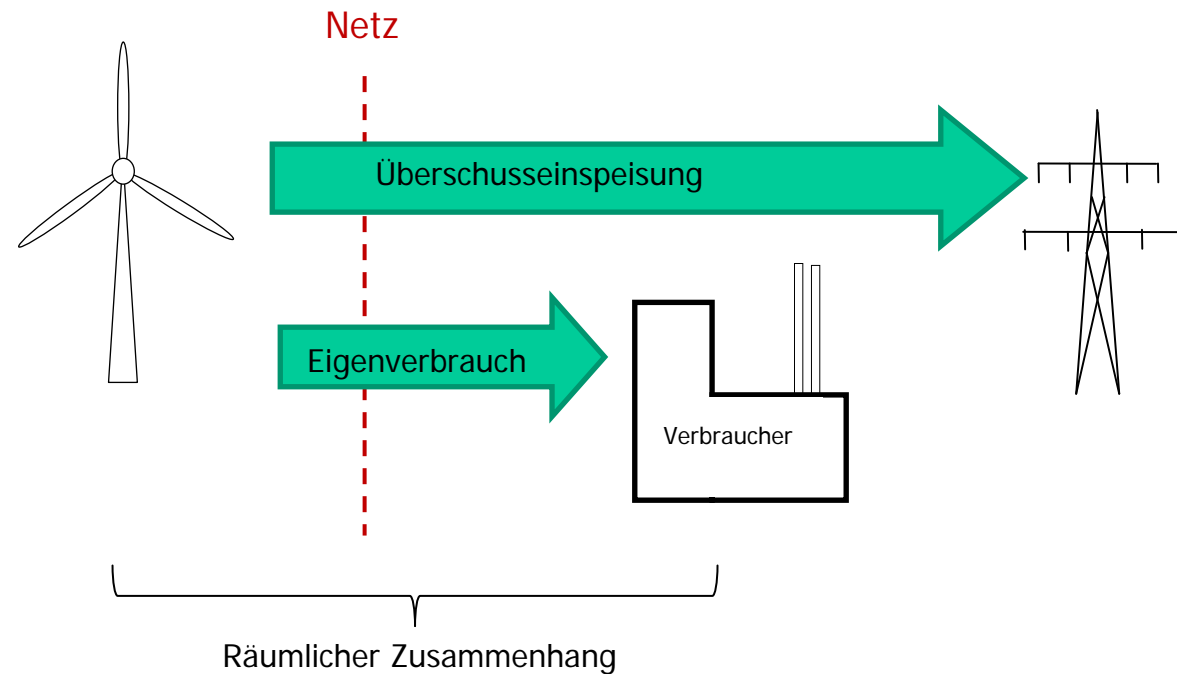 Netz
Überschusseinspeisung
Eigenverbrauch
Verbraucher
Räumlicher Zusammenhang